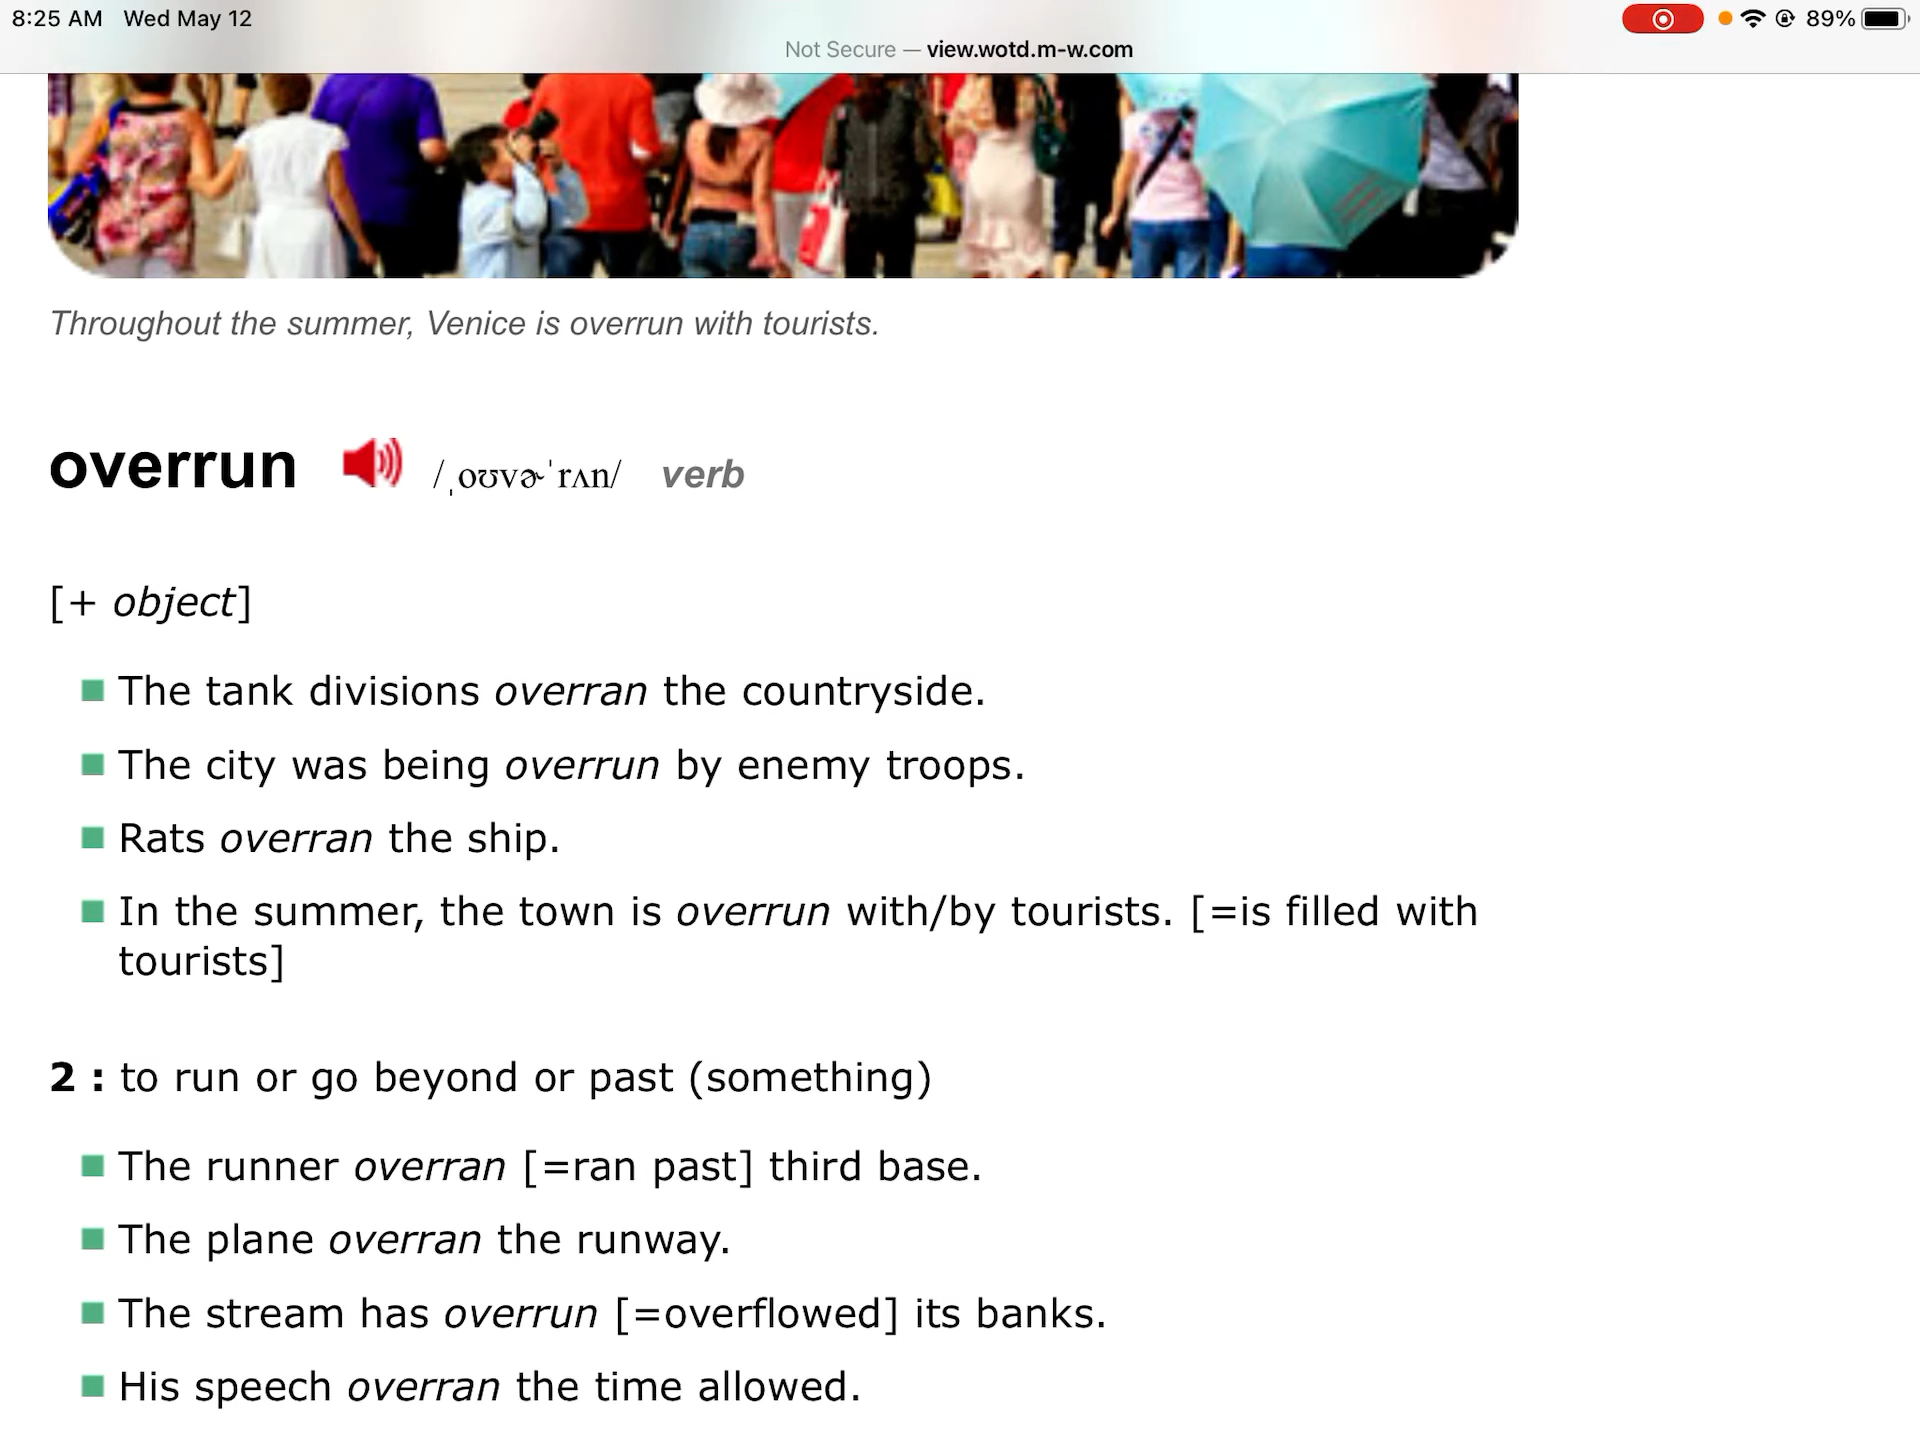 8:25 AM Wed May 12
89%
Not Secure — view.wotd.m-w.com
Throughout the summer, Venice is overrun with tourists.
overrun /ˌoʊvɚˈrʌn/ verb
[+ object]
The tank divisions overran the countryside.
The city was being overrun by enemy troops.
Rats overran the ship.
In the summer, the town is overrun with/by tourists. [=is filled with
tourists]
2 : to run or go beyond or past (something)
The runner overran [=ran past] third base.
The plane overran the runway.
The stream has overrun [=overflowed] its banks.
His speech overran the time allowed.